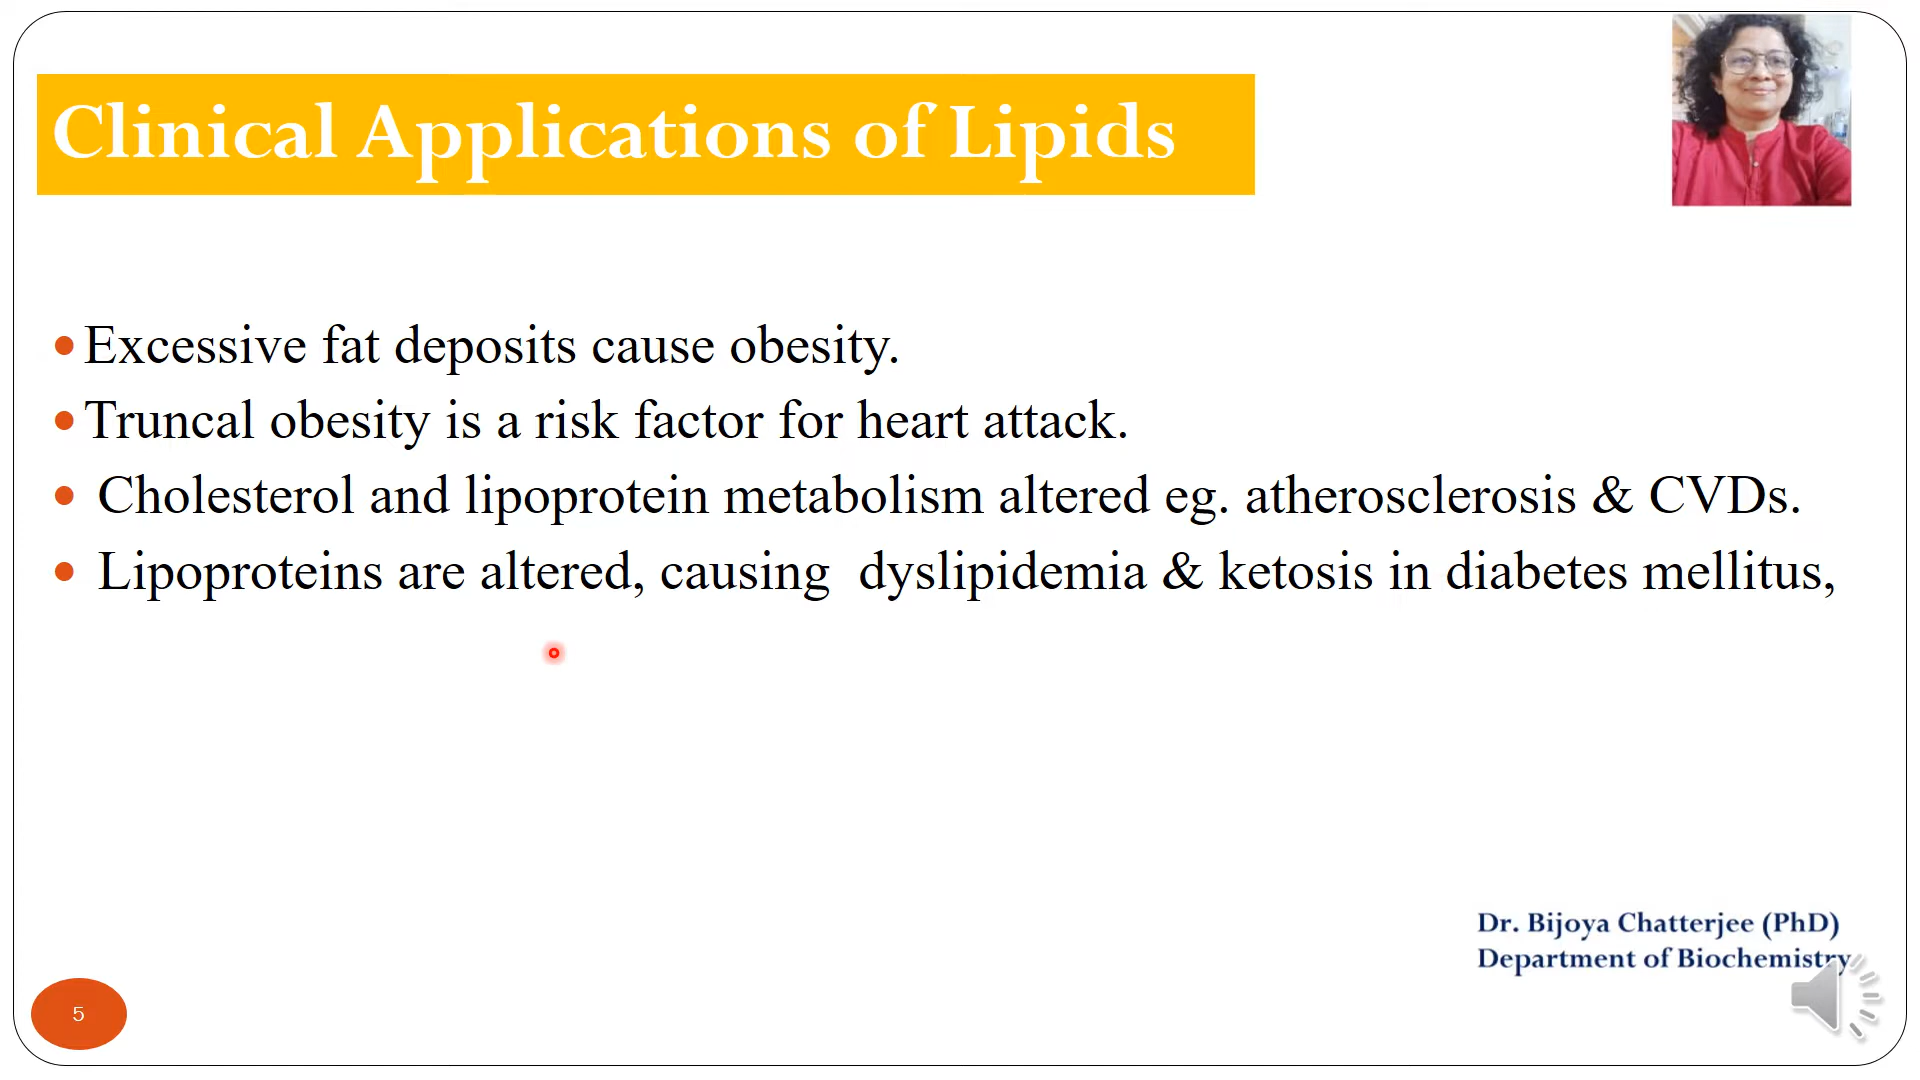 Clinical Applications of Lipids
• Excessive fat deposits cause obesity.
• Truncal obesity is a risk factor for heart attack.
• Cholesterol and lipoprotein metabolism altered eg. atherosclerosis & CVDs.
• Lipoproteins are altered, causing  dyslipidemia & ketosis in diabetes mellitus,
Dr. Bijoya Chatterjee (PhD)
Department of Biochemistry
5